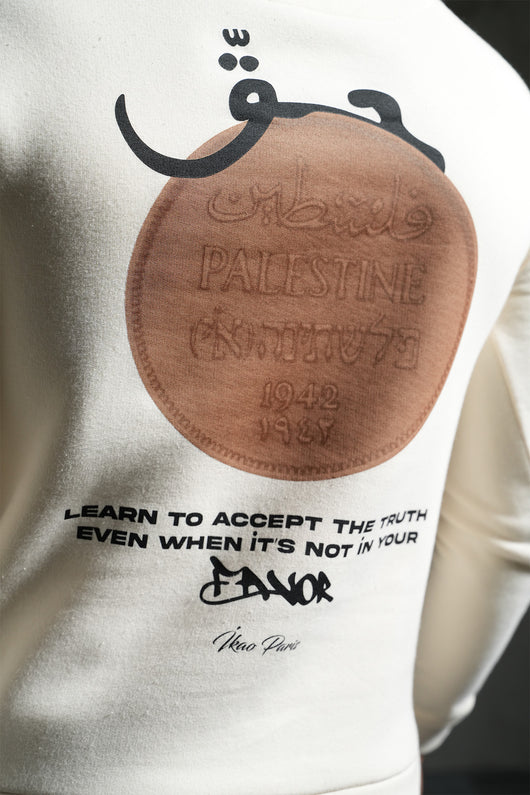 حقّ
فلسطين
PALESTINE
פלשתינה (א״י)
1942
١٩٤٢
LEARN TO ACCEPT THE TRUTH
EVEN WHEN iT'S NOT iN YOUR
FAVOR
Ikao Paris